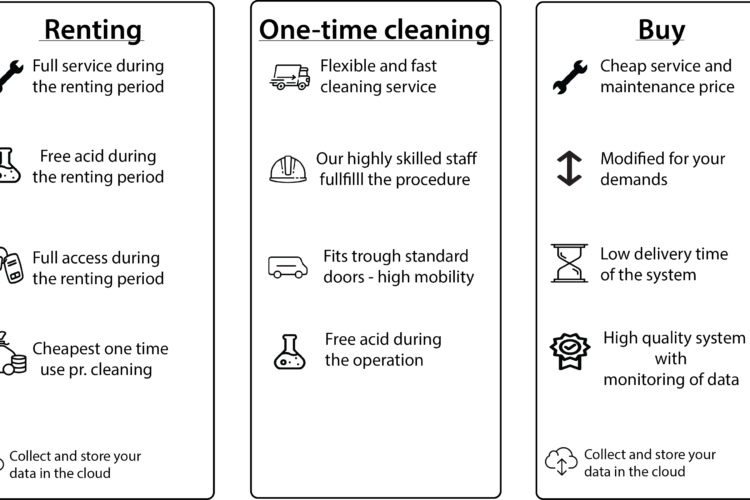 Renting
Full service during
the renting period
Free acid during
the renting period
Full access during
the renting period
Cheapest one time
use pr. cleaning
Collect and store your
data in the cloud
One-time cleaning
Flexible and fast
cleaning service
Our highly skilled staff
fullfilll the procedure
Fits trough standard
doors - high mobility
Free acid during
the operation
Buy
Cheap service and
maintenance price
Modified for your
demands
Low delivery time
of the system
High quality system
with
monitoring of data
Collect and store your
data in the cloud